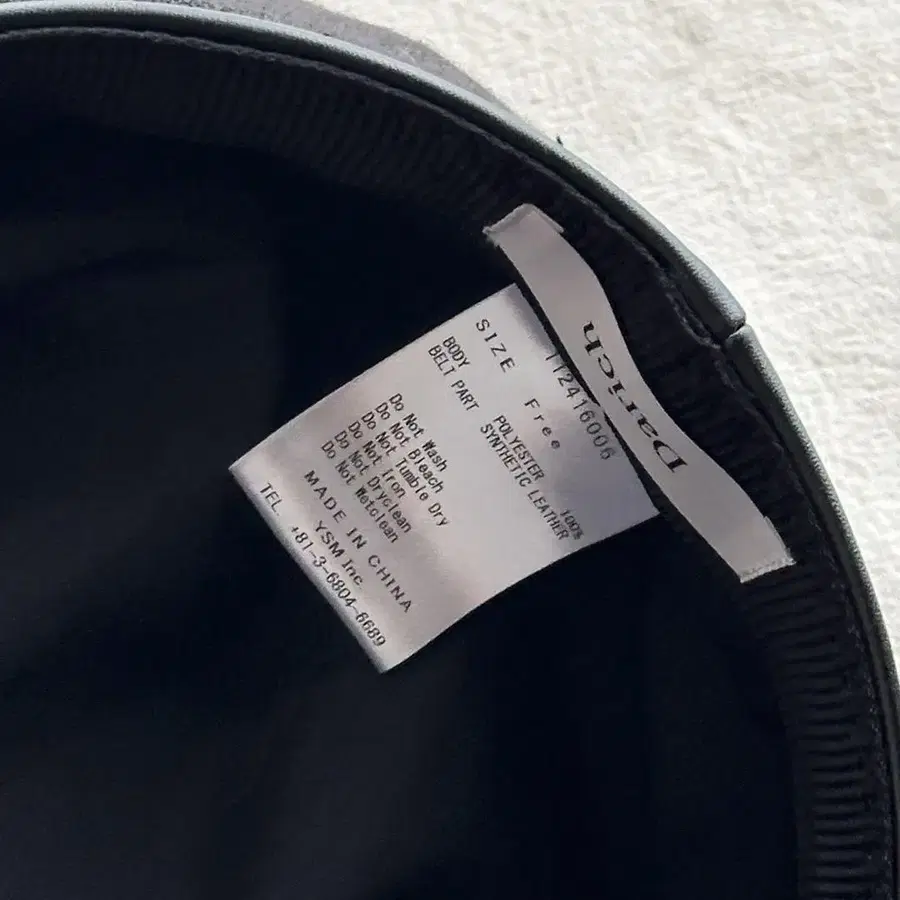 Darich
112416006
SIZE Free
BODY POLYESTER 100%
BELT PART SYNTHETIC LEATHER
Do Not Wash
Do Not Bleach
Do Not Tumble Dry
Do Not Iron
Do Not Dryclean
Do Not Wetclean
MADE IN CHINA
YSM Inc
TEL +81-3-6804-6689